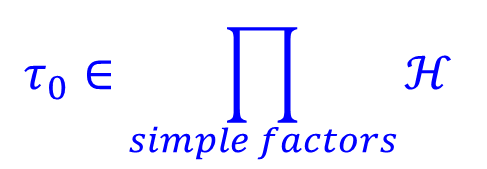 τ₀ ∈ ∏ ℋ
simple factors